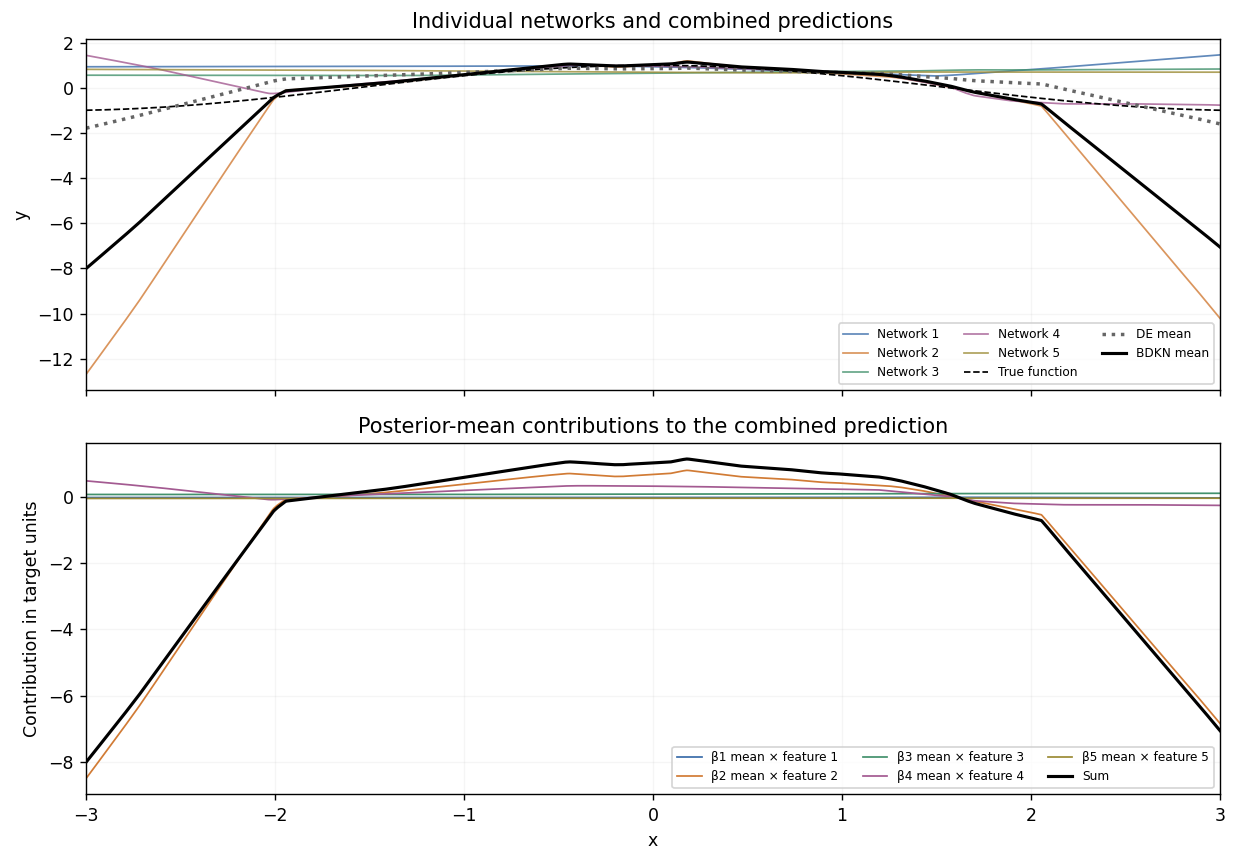 Individual networks and combined predictions
2
0
−2
−4
−6
−8
−10
−12
y
Network 1
Network 2
Network 3
Network 4
Network 5
True function
DE mean
BDKN mean
Posterior-mean contributions to the combined prediction
0
−2
−4
−6
−8
Contribution in target units
β1 mean × feature 1
β2 mean × feature 2
β3 mean × feature 3
β4 mean × feature 4
β5 mean × feature 5
Sum
−3
−2
−1
0
1
2
3
x